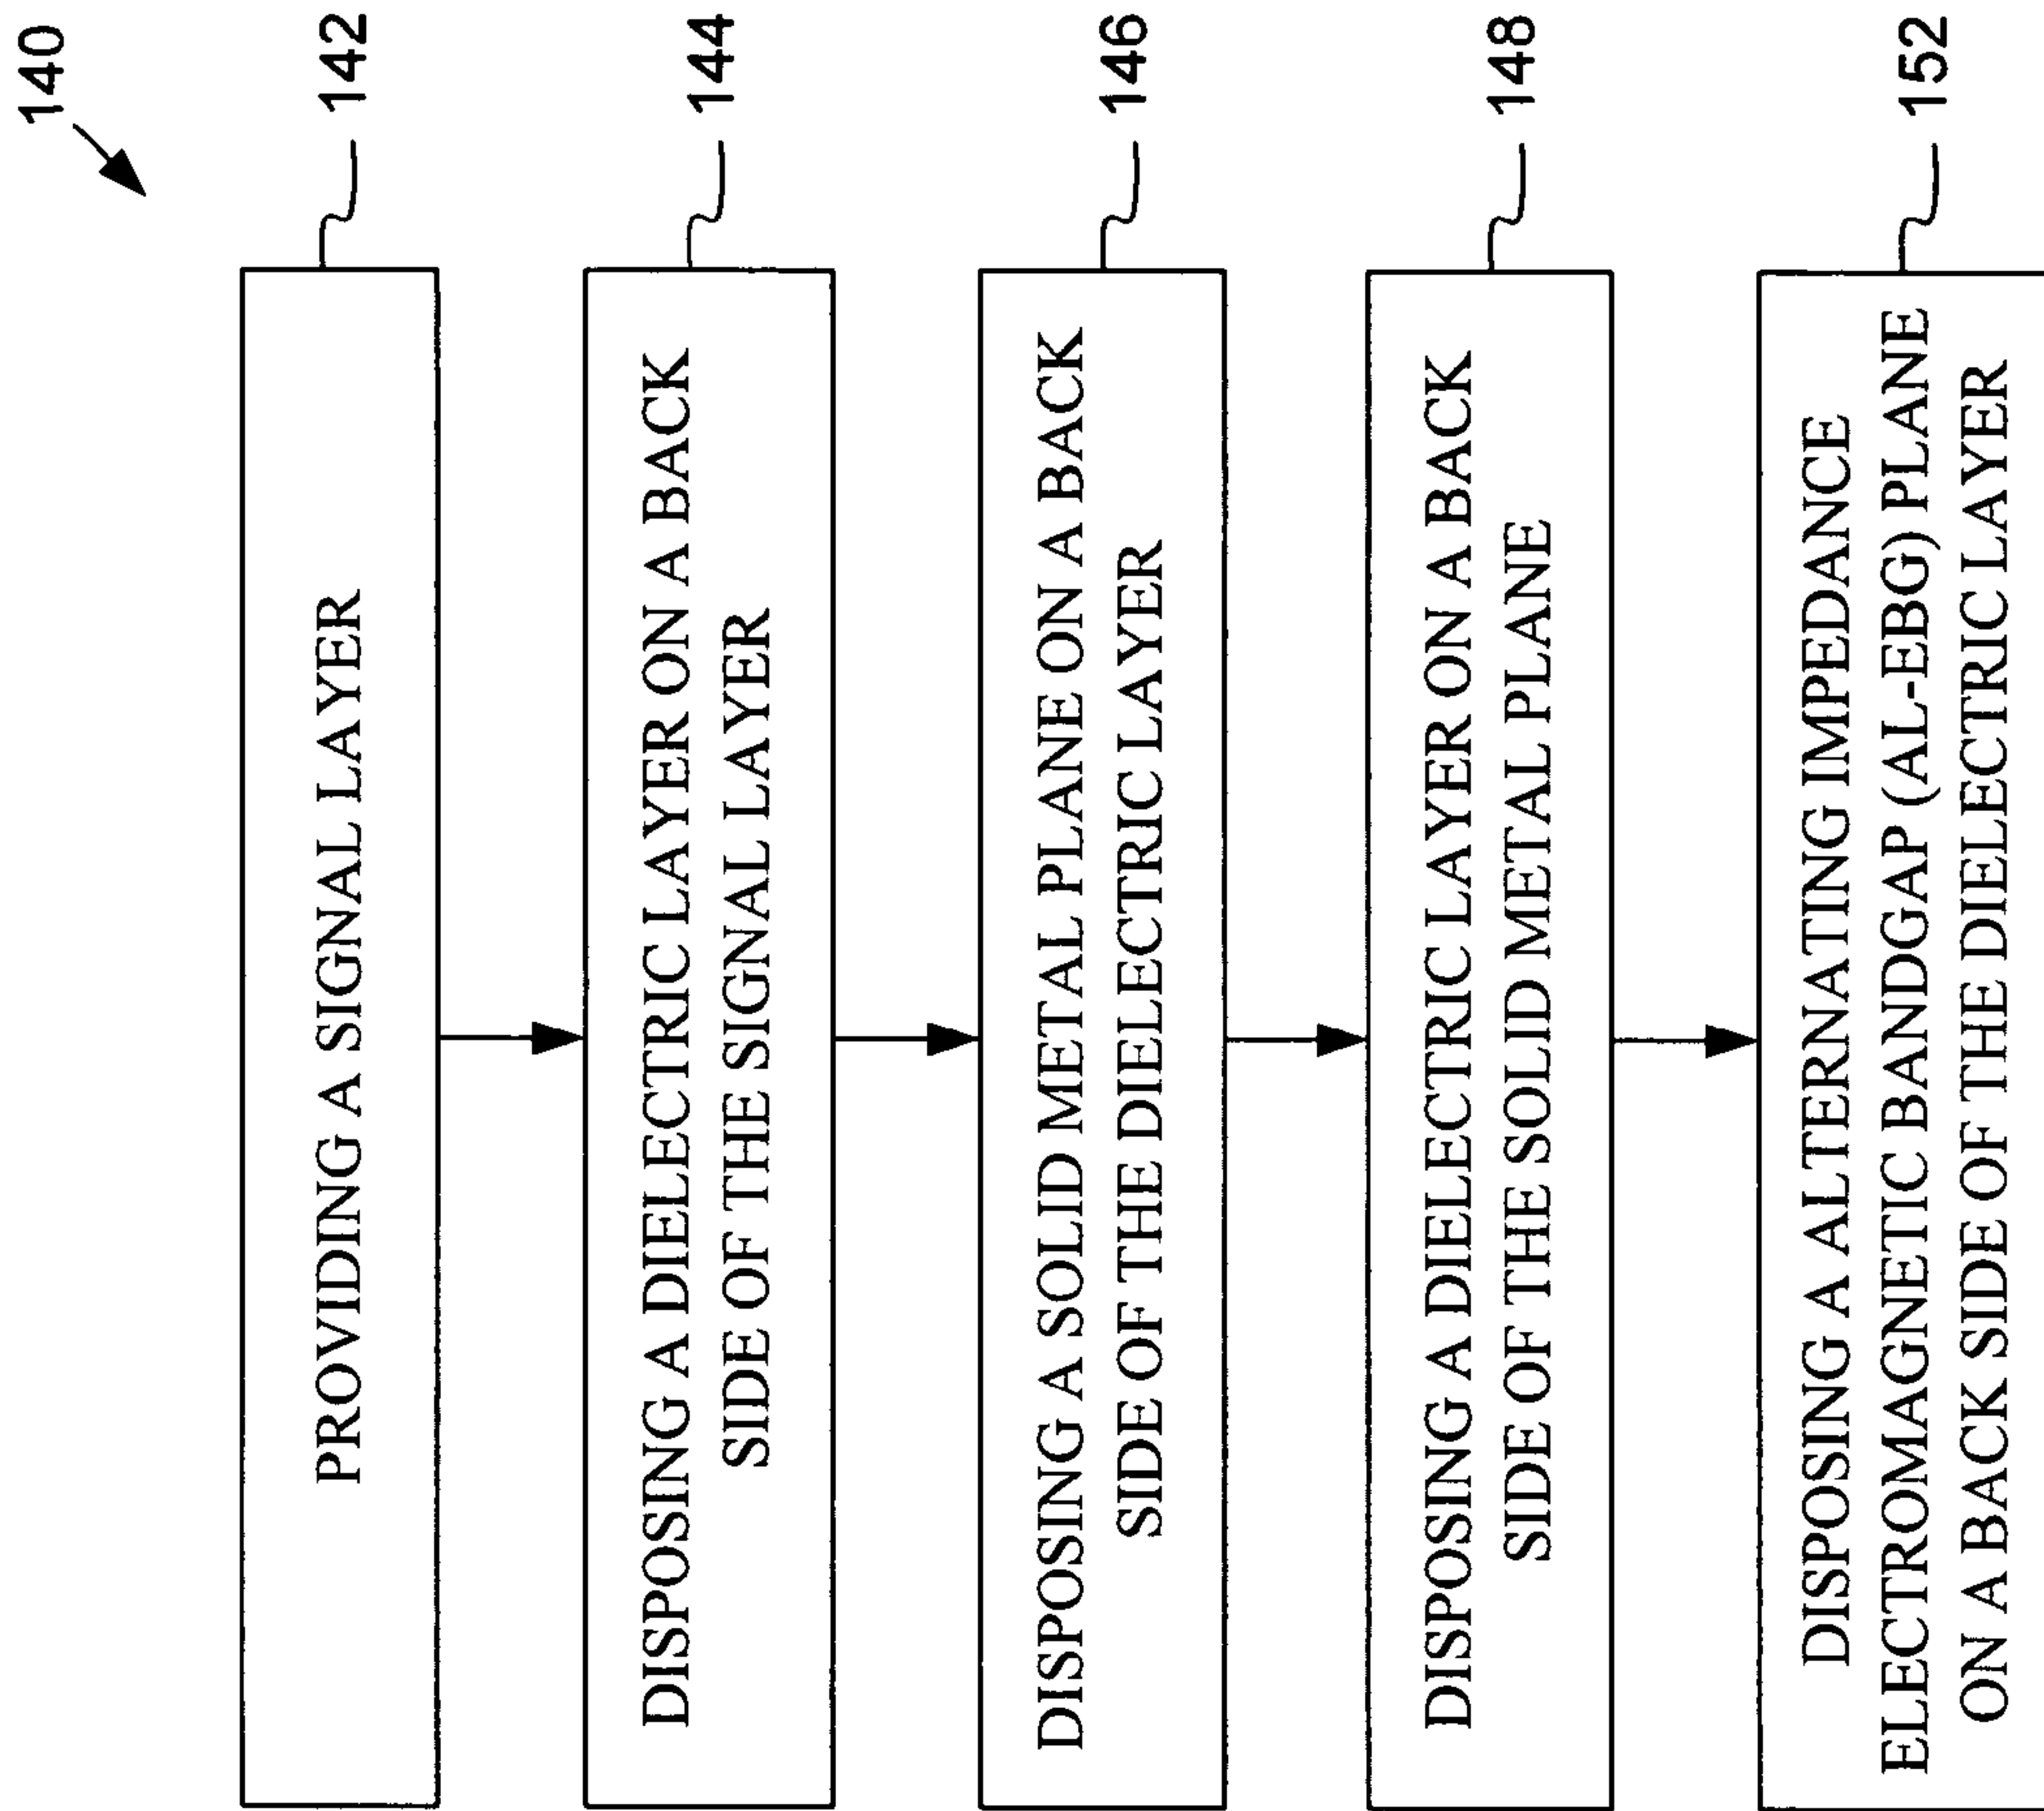 140
PROVIDING A SIGNAL LAYER
142
DISPOSING A DIELECTRIC LAYER ON A BACK
SIDE OF THE SIGNAL LAYER
144
DISPOSING A SOLID METAL PLANE ON A BACK
SIDE OF THE DIELECTRIC LAYER
146
DISPOSING A DIELECTRIC LAYER ON A BACK
SIDE OF THE SOLID METAL PLANE
148
DISPOSING A ALTERNATING IMPEDANCE
ELECTROMAGNETIC BANDGAP (AL-EBG) PLANE
ON A BACK SIDE OF THE DIELECTRIC LAYER
152